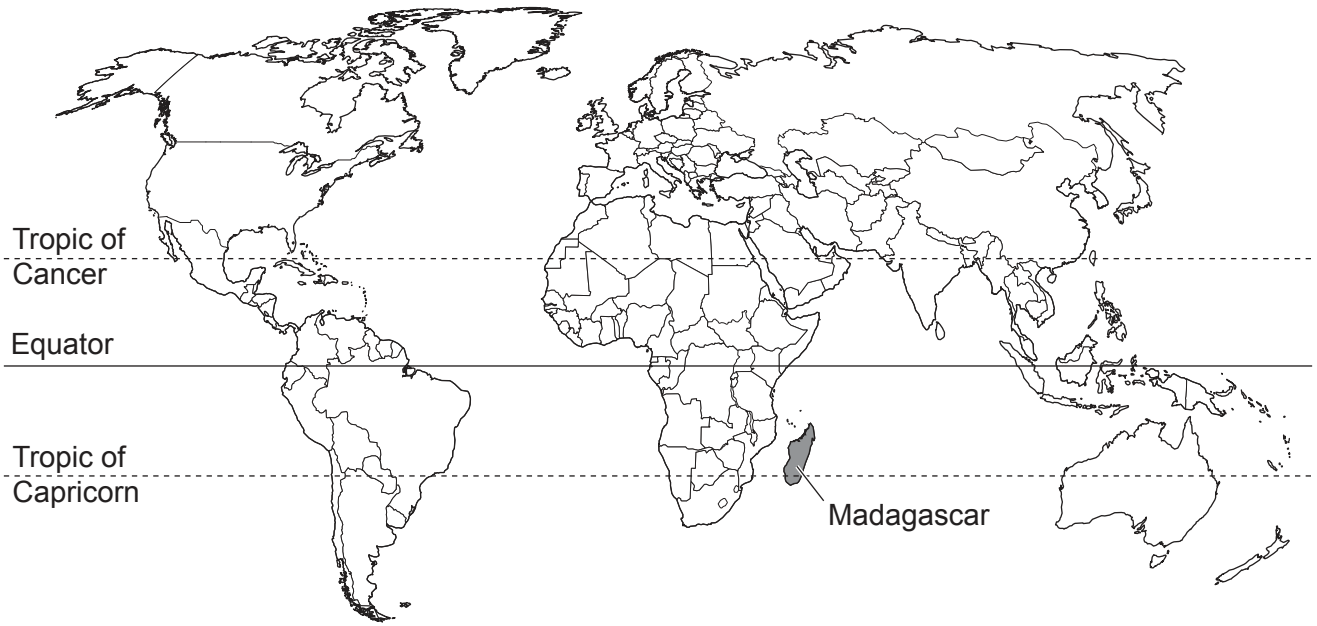 Tropic of
Cancer
Equator
Tropic of
Capricorn
Madagascar